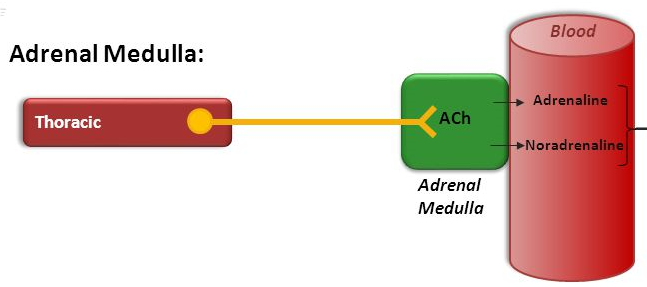 Adrenal Medulla:
Blood
Thoracic
ACh
Adrenaline
Noradrenaline
Adrenal
Medulla